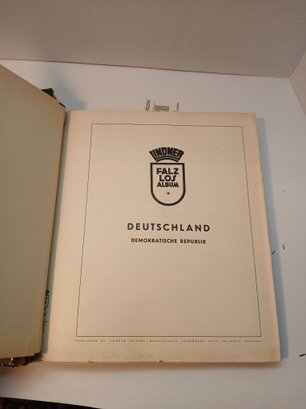 LINDNER
FALZ
LOS
ALBUM
DEUTSCHLAND
DEMOKRATISCHE REPUBLIK